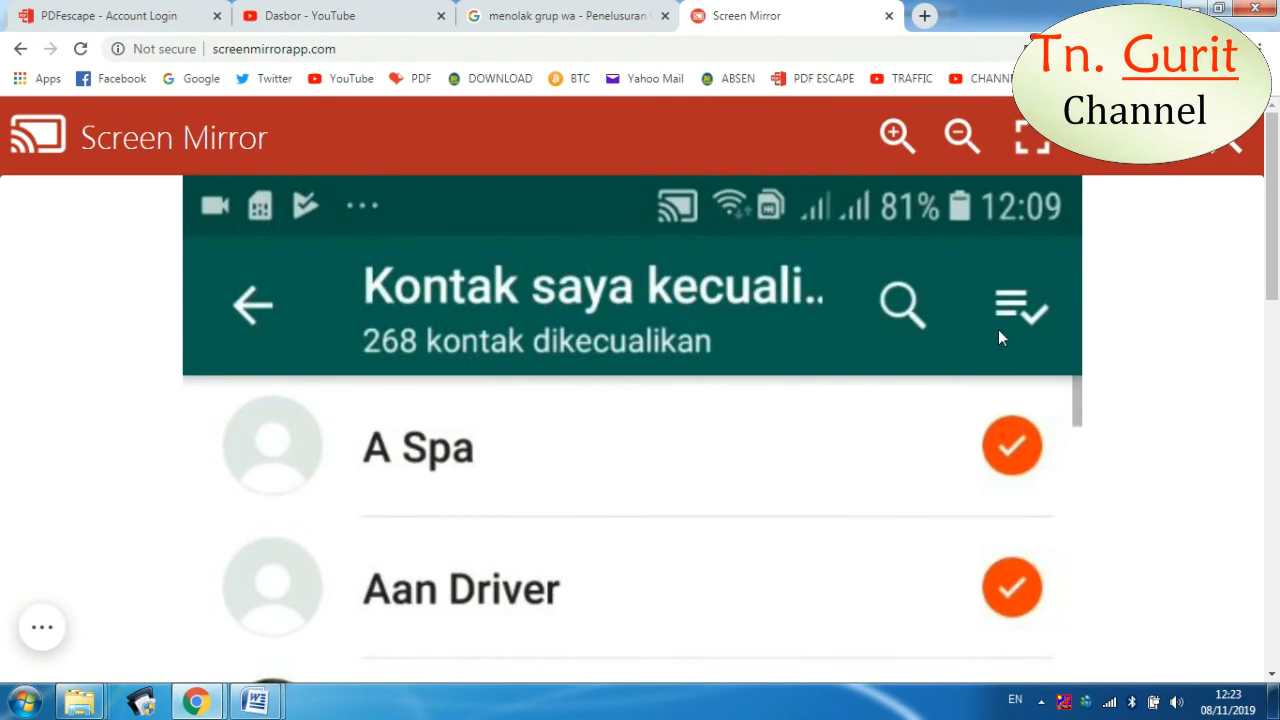 PDFescape - Account Login
Dasbor - YouTube
menolak grup wa - Penelusuran
Screen Mirror
Not secure
screenmirrorapp.com
Apps
Facebook
Google
Twitter
YouTube
PDF
DOWNLOAD
BTC
Yahoo Mail
ABSEN
PDF ESCAPE
TRAFFIC
CHANN
Tn. Gurit
Channel
Screen Mirror
81% 12:09
Kontak saya kecuali..
268 kontak dikecualikan
A Spa
Aan Driver
EN
12:23
08/11/2019